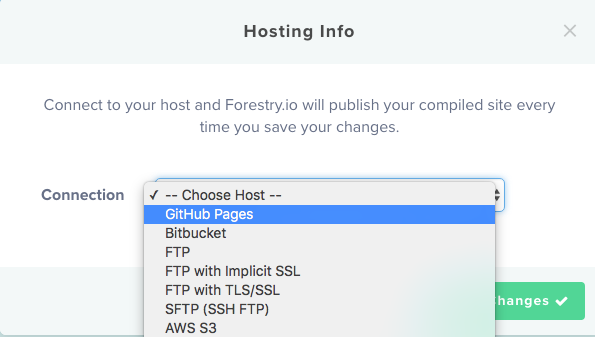 Hosting Info
Connect to your host and Forestry.io will publish your compiled site every
time you save your changes.
Connection
-- Choose Host --
GitHub Pages
Bitbucket
FTP
FTP with Implicit SSL
FTP with TLS/SSL
SFTP (SSH FTP)
AWS S3
hanges